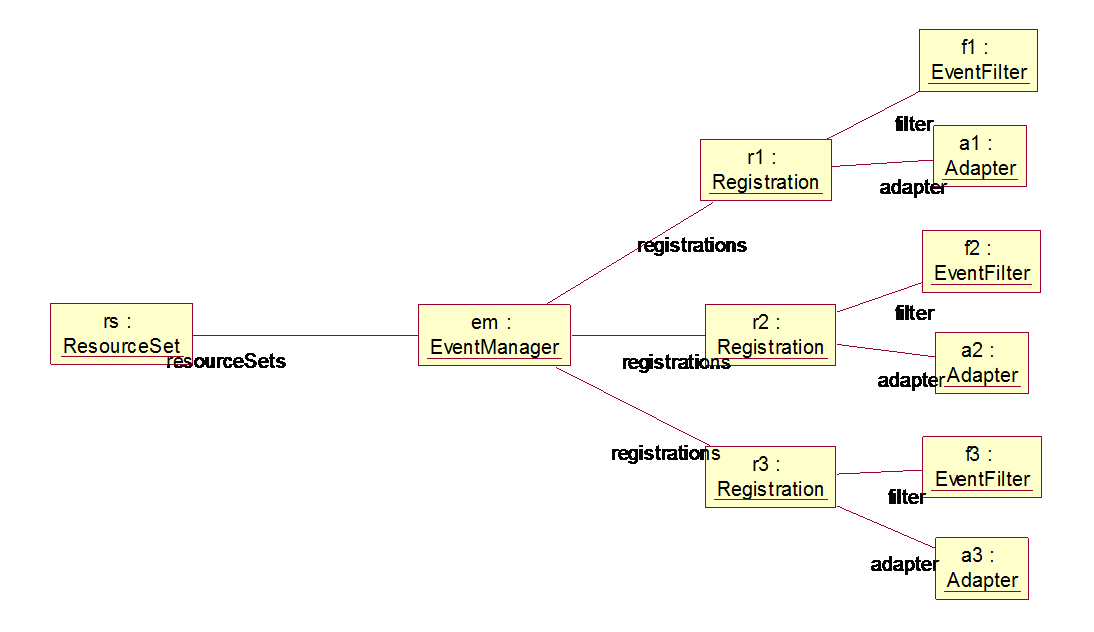 f1 :
EventFilter
filter
a1 :
Adapter
adapter
r1 :
Registration
registrations
f2 :
EventFilter
filter
rs :
ResourceSet
resourceSets
em :
EventManager
r2 :
Registration
registrations
a2 :
Adapter
adapter
registrations
r3 :
Registration
f3 :
EventFilter
filter
a3 :
Adapter
adapter